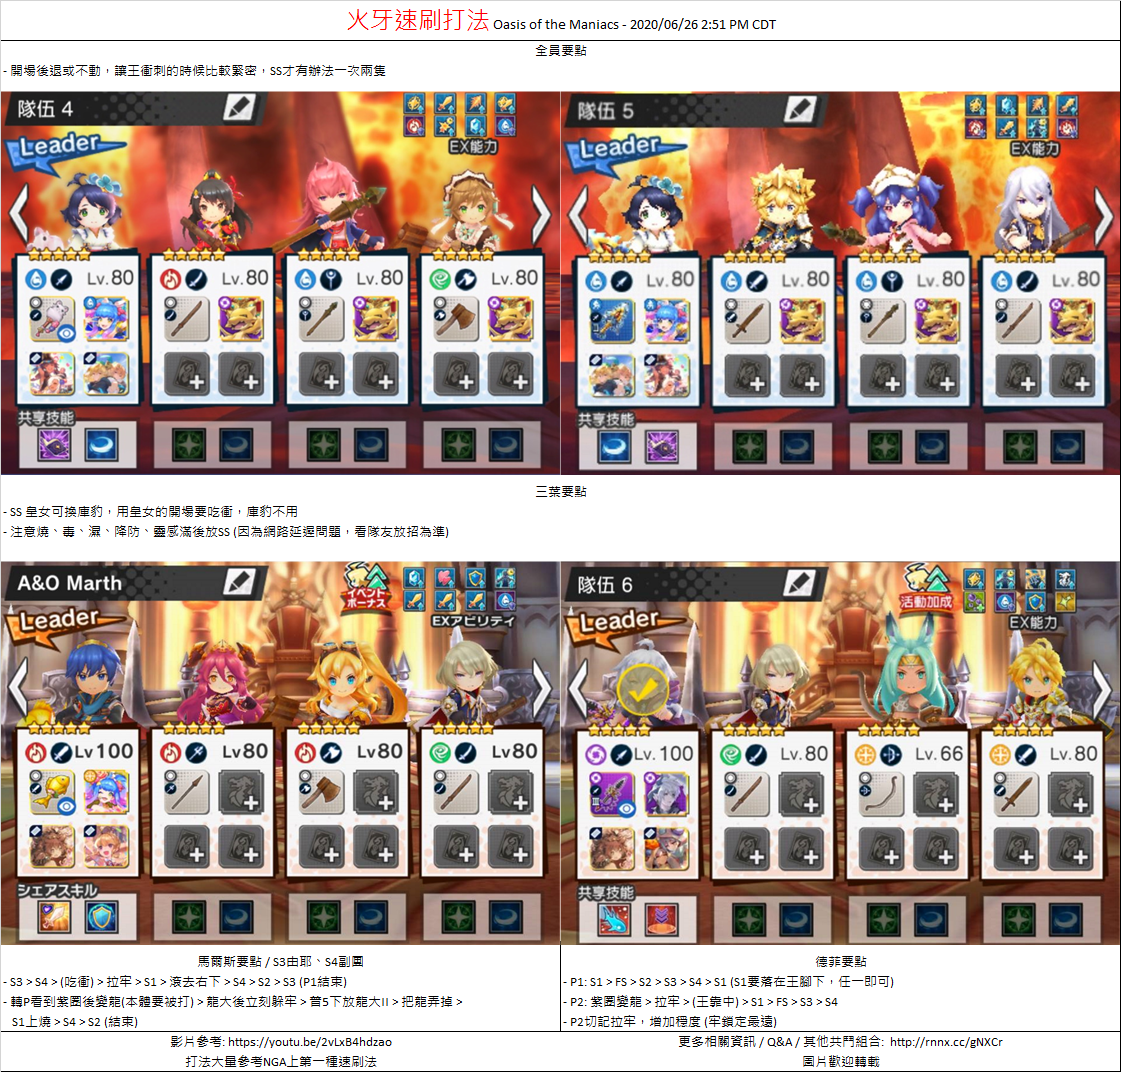 火牙速刷打法 Oasis of the Maniacs - 2020/06/26 2:51 PM CDT
全員要點
- 開場後退或不動，讓王衝刺的時候比較緊密，SS才有辦法一次兩隻
隊伍 4
Leader
EX能力
Lv.80
Lv.80
Lv.80
Lv.80
共享技能
隊伍 5
Leader
EX能力
Lv.80
Lv.80
Lv.80
Lv.80
共享技能
三葉要點
- SS 皇女可換庫豹，用皇女的開場要吃衝，庫豹不用
- 注意燒、毒、濕、降防、靈感滿後放SS (因為網路延遲問題，看隊友放招為準)
A&O Marth
イベント
ボーナス
Leader
EXアビリティ
Lv100
Lv80
Lv80
Lv80
シェアスキル
隊伍 6
活動加成
Leader
EX能力
Lv.100
Lv.80
Lv.66
Lv.80
III
共享技能
馬爾斯要點 / S3由耶、S4副團
- S3 > S4 > (吃衝) > 拉牢 > S1 > 滾去右下 > S4 > S2 > S3 (P1結束)
- 轉P看到紫圈後變龍(本體要被打) > 龍大後立刻躲牢 > 普5下放龍大II > 把龍弄掉 >
S1上燒 > S4 > S2 (結束)
德菲要點
- P1: S1 > FS > S2 > S3 > S4 > S1 (S1要落在王腳下，任一即可)
- P2: 紫圈變龍 > 拉牢 > (王靠中) > S1 > FS > S3 > S4
- P2切記拉牢，增加穩度 (牢鎖定最遠)
影片參考: https://youtu.be/2vLxB4hdzao
打法大量參考NGA上第一種速刷法
更多相關資訊 / Q&A / 其他共鬥組合: http://rnnx.cc/gNXCr
圖片歡迎轉載